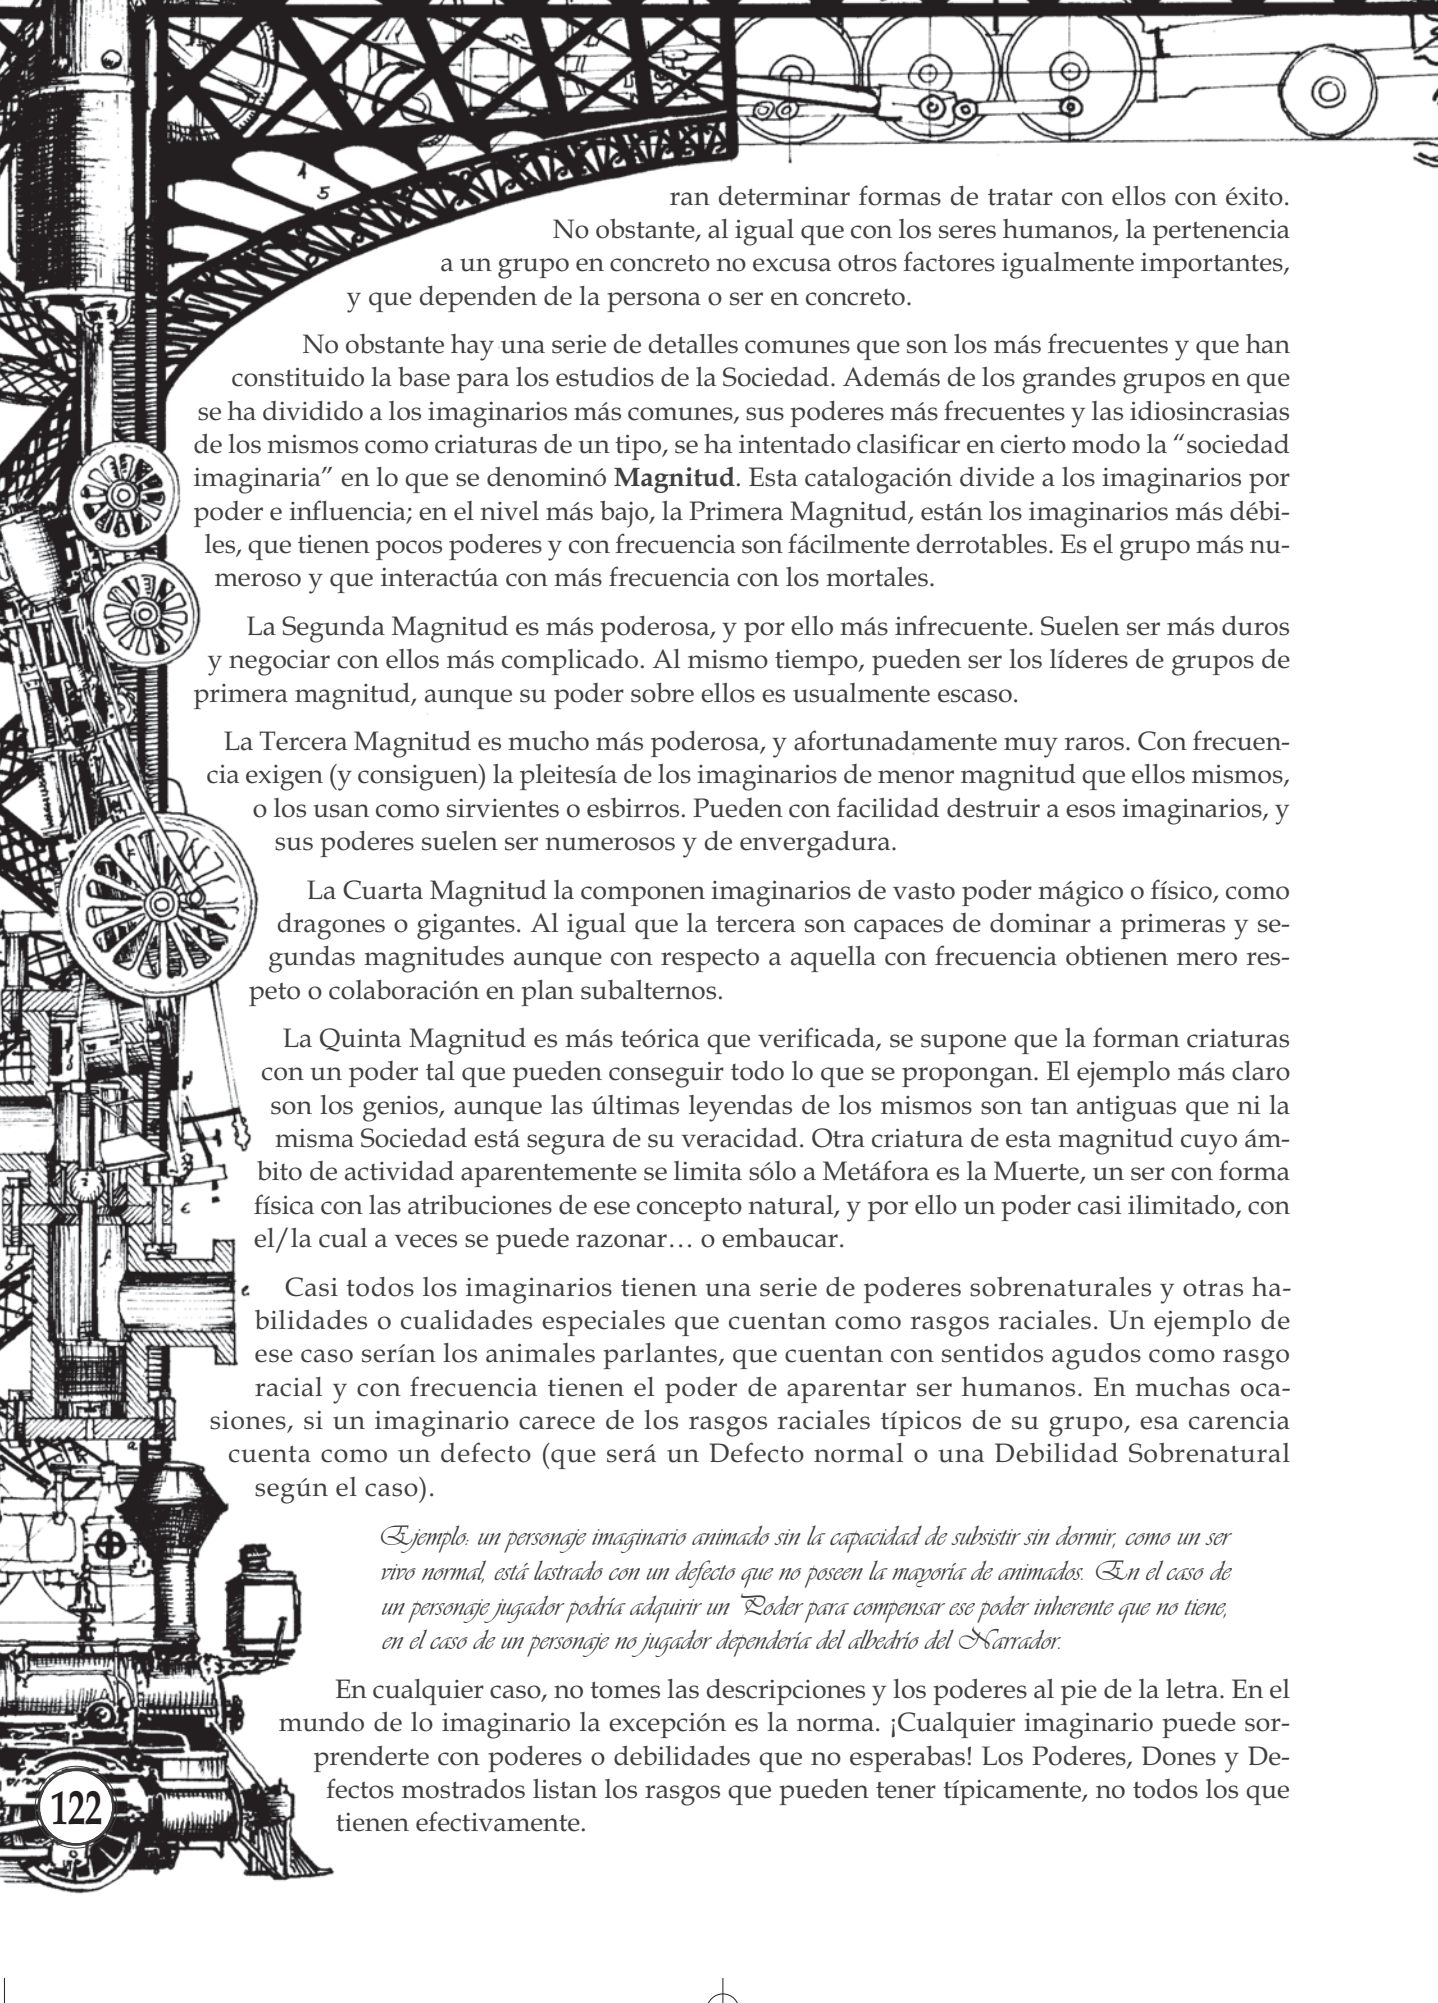 ran determinar formas de tratar con ellos con éxito.
No obstante, al igual que con los seres humanos, la pertenencia
a un grupo en concreto no excusa otros factores igualmente importantes,
y que dependen de la persona o ser en concreto.
No obstante hay una serie de detalles comunes que son los más frecuentes y que han
constituido la base para los estudios de la Sociedad. Además de los grandes grupos en que
se ha dividido a los imaginarios más comunes, sus poderes más frecuentes y las idiosincrasias
de los mismos como criaturas de un tipo, se ha intentado clasificar en cierto modo la “sociedad
imaginaria” en lo que se denominó Magnitud. Esta catalogación divide a los imaginarios por
poder e influencia; en el nivel más bajo, la Primera Magnitud, están los imaginarios más débi-
les, que tienen pocos poderes y con frecuencia son fácilmente derrotables. Es el grupo más nu-
meroso y que interactúa con más frecuencia con los mortales.
La Segunda Magnitud es más poderosa, y por ello más infrecuente. Suelen ser más duros
y negociar con ellos más complicado. Al mismo tiempo, pueden ser los líderes de grupos de
primera magnitud, aunque su poder sobre ellos es usualmente escaso.
La Tercera Magnitud es mucho más poderosa, y afortunadamente muy raros. Con frecuen-
cia exigen (y consiguen) la pleitesía de los imaginarios de menor magnitud que ellos mismos,
o los usan como sirvientes o esbirros. Pueden con facilidad destruir a esos imaginarios, y
sus poderes suelen ser numerosos y de envergadura.
La Cuarta Magnitud la componen imaginarios de vasto poder mágico o físico, como
dragones o gigantes. Al igual que la tercera son capaces de dominar a primeras y se-
gundas magnitudes aunque con respecto a aquella con frecuencia obtienen mero res-
peto o colaboración en plan subalternos.
La Quinta Magnitud es más teórica que verificada, se supone que la forman criaturas
con un poder tal que pueden conseguir todo lo que se propongan. El ejemplo más claro
son los genios, aunque las últimas leyendas de los mismos son tan antiguas que ni la
misma Sociedad está segura de su veracidad. Otra criatura de esta magnitud cuyo ám-
bito de actividad aparentemente se limita sólo a Metáfora es la Muerte, un ser con forma
física con las atribuciones de ese concepto natural, y por ello un poder casi ilimitado, con
el/la cual a veces se puede razonar… o embaucar.
Casi todos los imaginarios tienen una serie de poderes sobrenaturales y otras ha-
bilidades o cualidades especiales que cuentan como rasgos raciales. Un ejemplo de
ese caso serían los animales parlantes, que cuentan con sentidos agudos como rasgo
racial y con frecuencia tienen el poder de aparentar ser humanos. En muchas oca-
siones, si un imaginario carece de los rasgos raciales típicos de su grupo, esa carencia
cuenta como un defecto (que será un Defecto normal o una Debilidad Sobrenatural
según el caso).
Ejemplo: un personaje imaginario animado sin la capacidad de subsistir sin dormir, como un ser
vivo normal, está lastrado con un defecto que no poseen la mayoría de animados. En el caso de
un personaje jugador podría adquirir un Poder para compensar ese poder inherente que no tiene,
en el caso de un personaje no jugador dependería del albedrío del Narrador.
En cualquier caso, no tomes las descripciones y los poderes al pie de la letra. En el
mundo de lo imaginario la excepción es la norma. ¡Cualquier imaginario puede sor-
prenderte con poderes o debilidades que no esperabas! Los Poderes, Dones y De-
fectos mostrados listan los rasgos que pueden tener típicamente, no todos los que
tienen efectivamente.
122